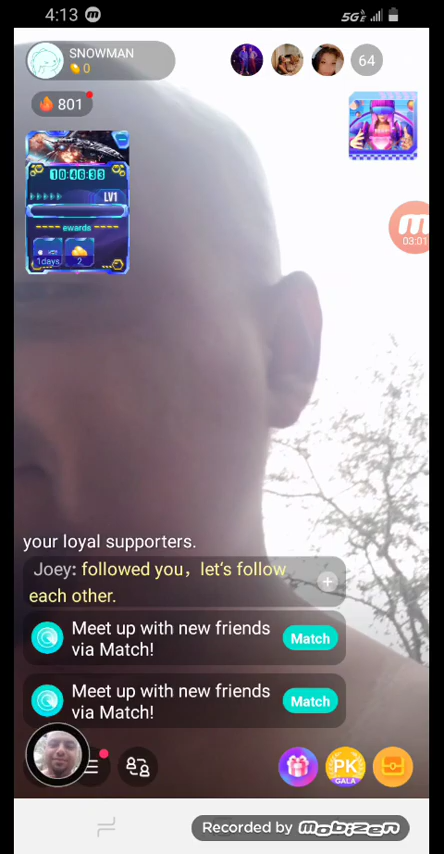 4:13
5G
SNOWMAN
0
64
801
10:46:33
LV1
ewards
1days
2
03:01
your loyal supporters.
Joey: followed you，let's follow
each other.
Meet up with new friends
via Match!
Match
Meet up with new friends
via Match!
Match
PK
GALA
Recorded by Mobizen